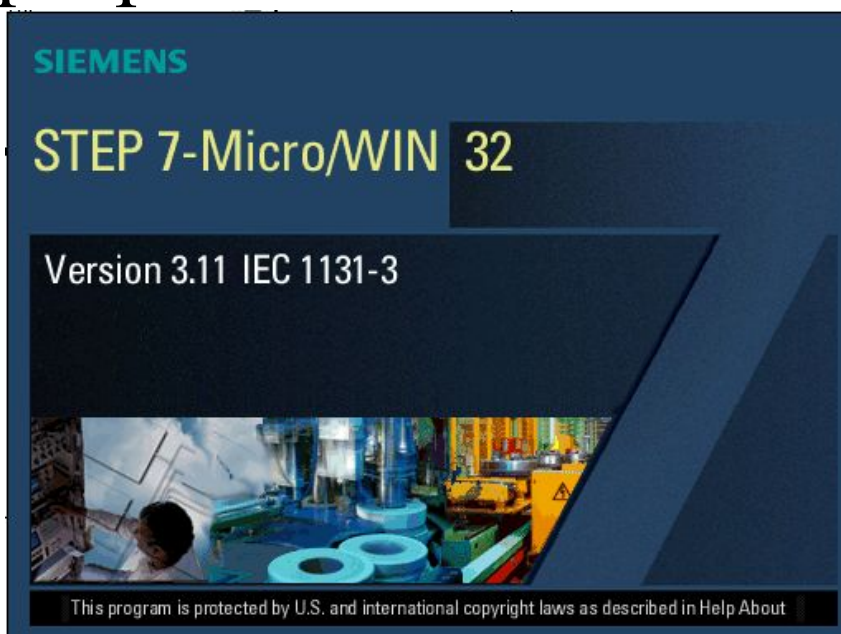 SIEMENS
STEP 7-Micro/WIN 32
Version 3.11 IEC 1131-3
This program is protected by U.S. and international copyright laws as described in Help About